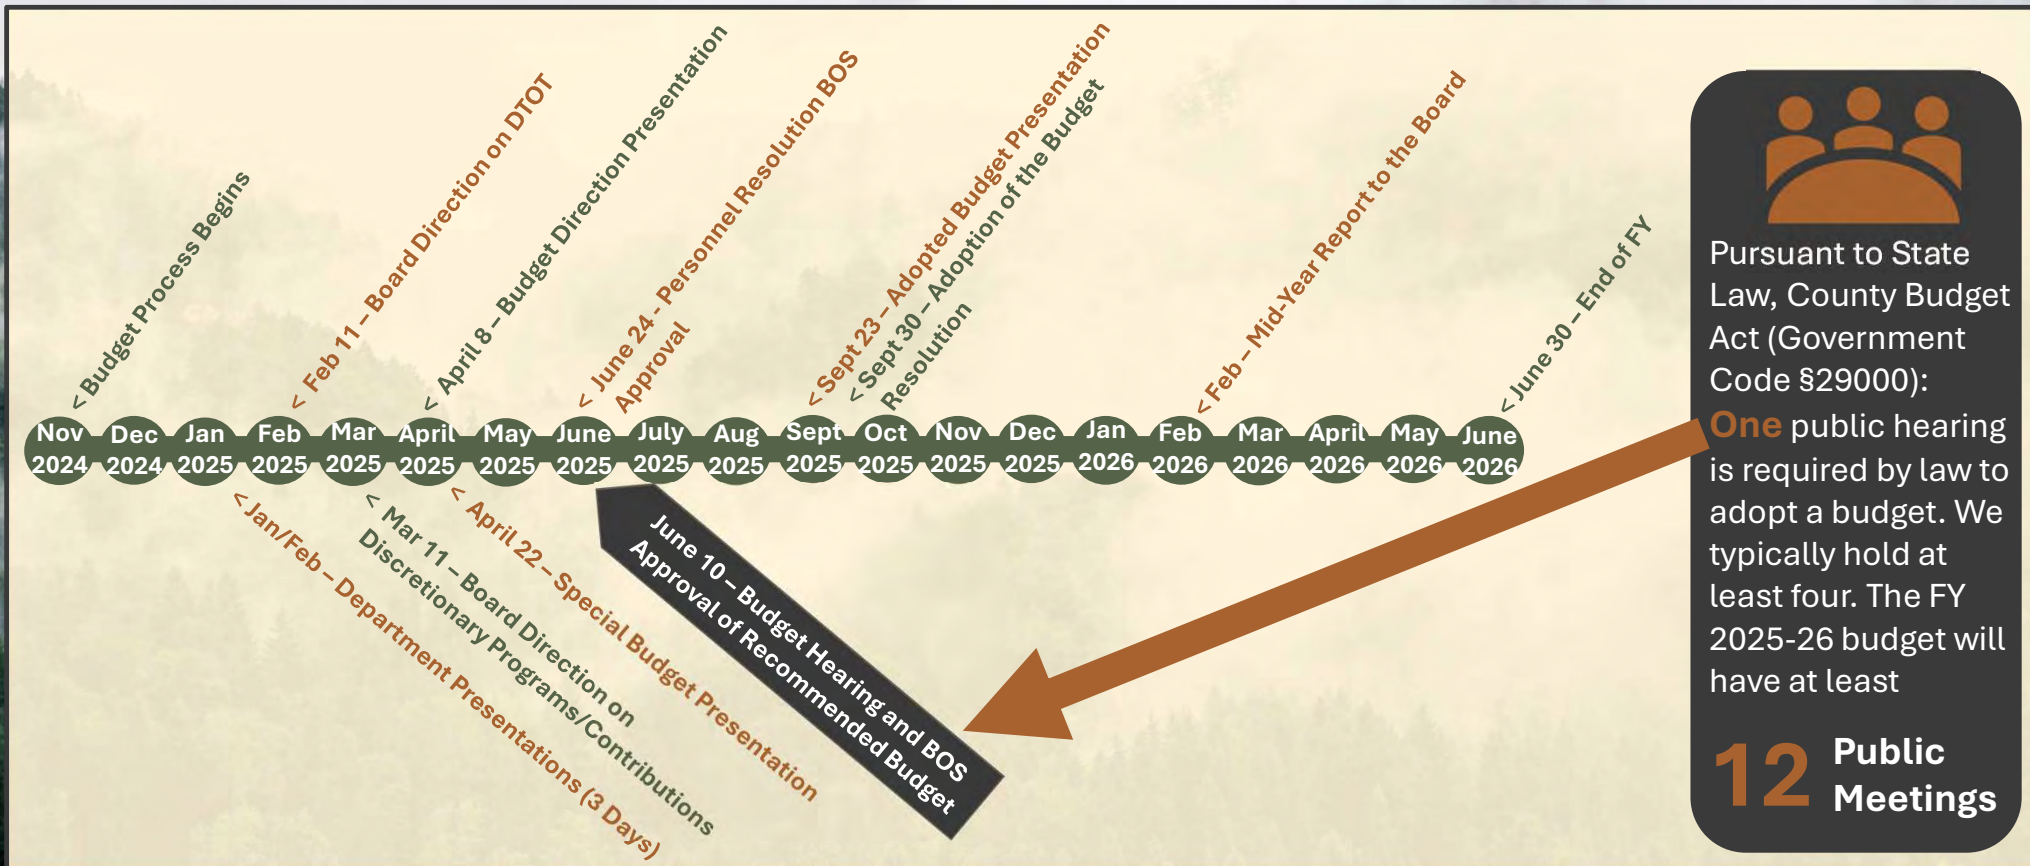 < Budget Process Begins
< Feb 11 – Board Direction on DTOT
< April 8 – Budget Direction Presentation
< June 24 - Personnel Resolution BOS
Approval
< Sept 23 – Adopted Budget Presentation
< Sept 30 – Adoption of the Budget
Resolution
< Feb – Mid-Year Report to the Board
< June 30 – End of FY
Nov
2024
Dec
2024
Jan
2025
Feb
2025
Mar
2025
April
2025
May
2025
June
2025
July
2025
Aug
2025
Sept
2025
Oct
2025
Nov
2025
Dec
2025
Jan
2026
Feb
2026
Mar
2026
April
2026
May
2026
June
2026
< Jan/Feb – Department Presentations (3 Days)
< Mar 11 – Board Direction on
Discretionary Programs/Contributions
< April 22 – Special Budget Presentation
June 10 – Budget Hearing and BOS
Approval of Recommended Budget
Pursuant to State
Law, County Budget
Act (Government
Code §29000):
One public hearing
is required by law to
adopt a budget. We
typically hold at
least four. The FY
2025-26 budget will
have at least
12 Public
Meetings